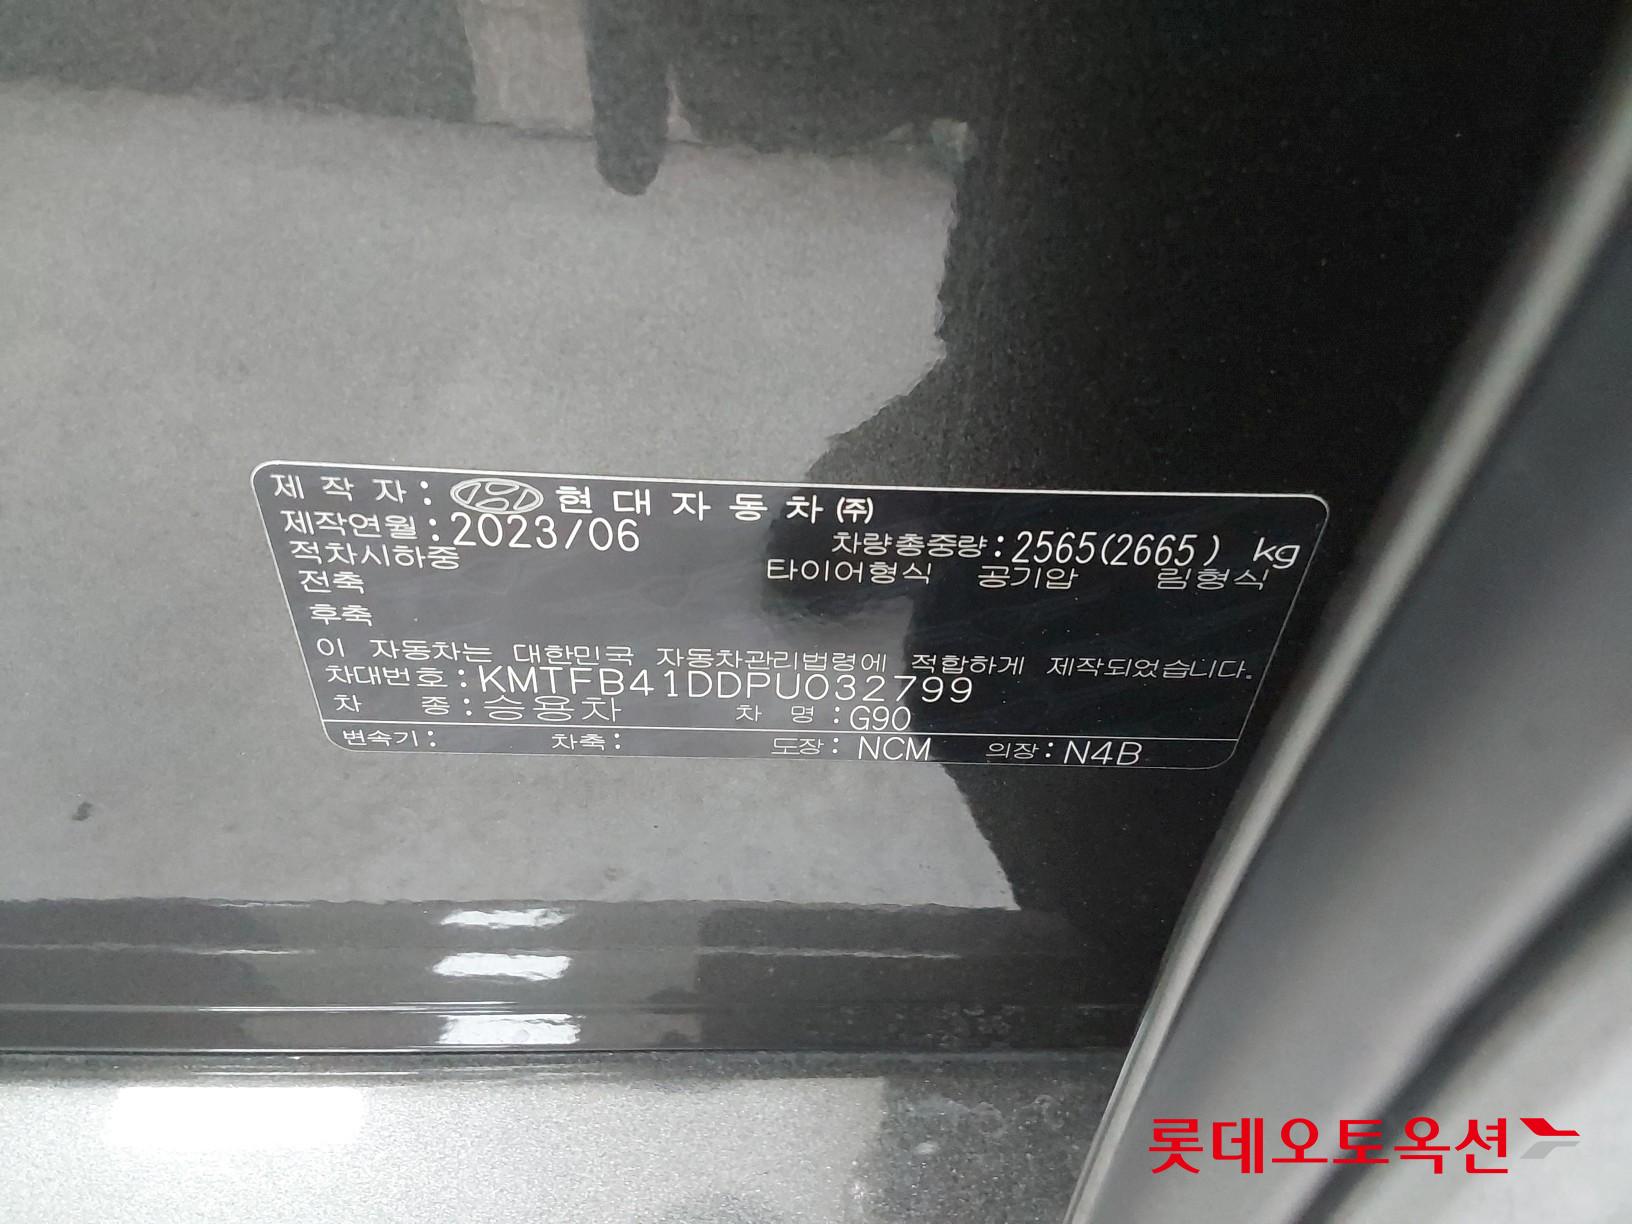 제 작 자 : 현 대 자 동 차 ㈜
제작연월 : 2023/06
적차시하중 차량총중량 : 2565(2665) kg
전축 타이어형식 공기압 림형식
후축
이 자동차는 대한민국 자동차관리법령에 적합하게 제작되었습니다.
차대번호 : KMTFB41DDPU032799
차 종 : 승용차 차 명 : G90
변속기 : 차축 : 도장 : NCM 의장 : N4B
롯데오토옥션